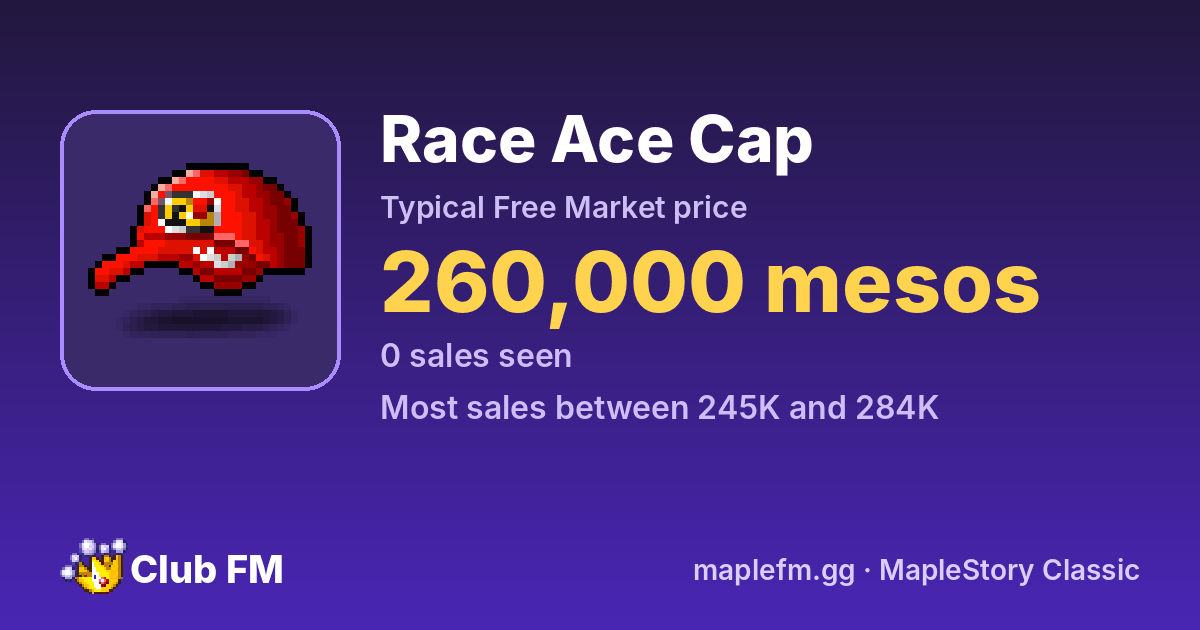 Race Ace Cap
Typical Free Market price
260,000 mesos
0 sales seen
Most sales between 245K and 284K
Club FM
maplefm.gg · MapleStory Classic